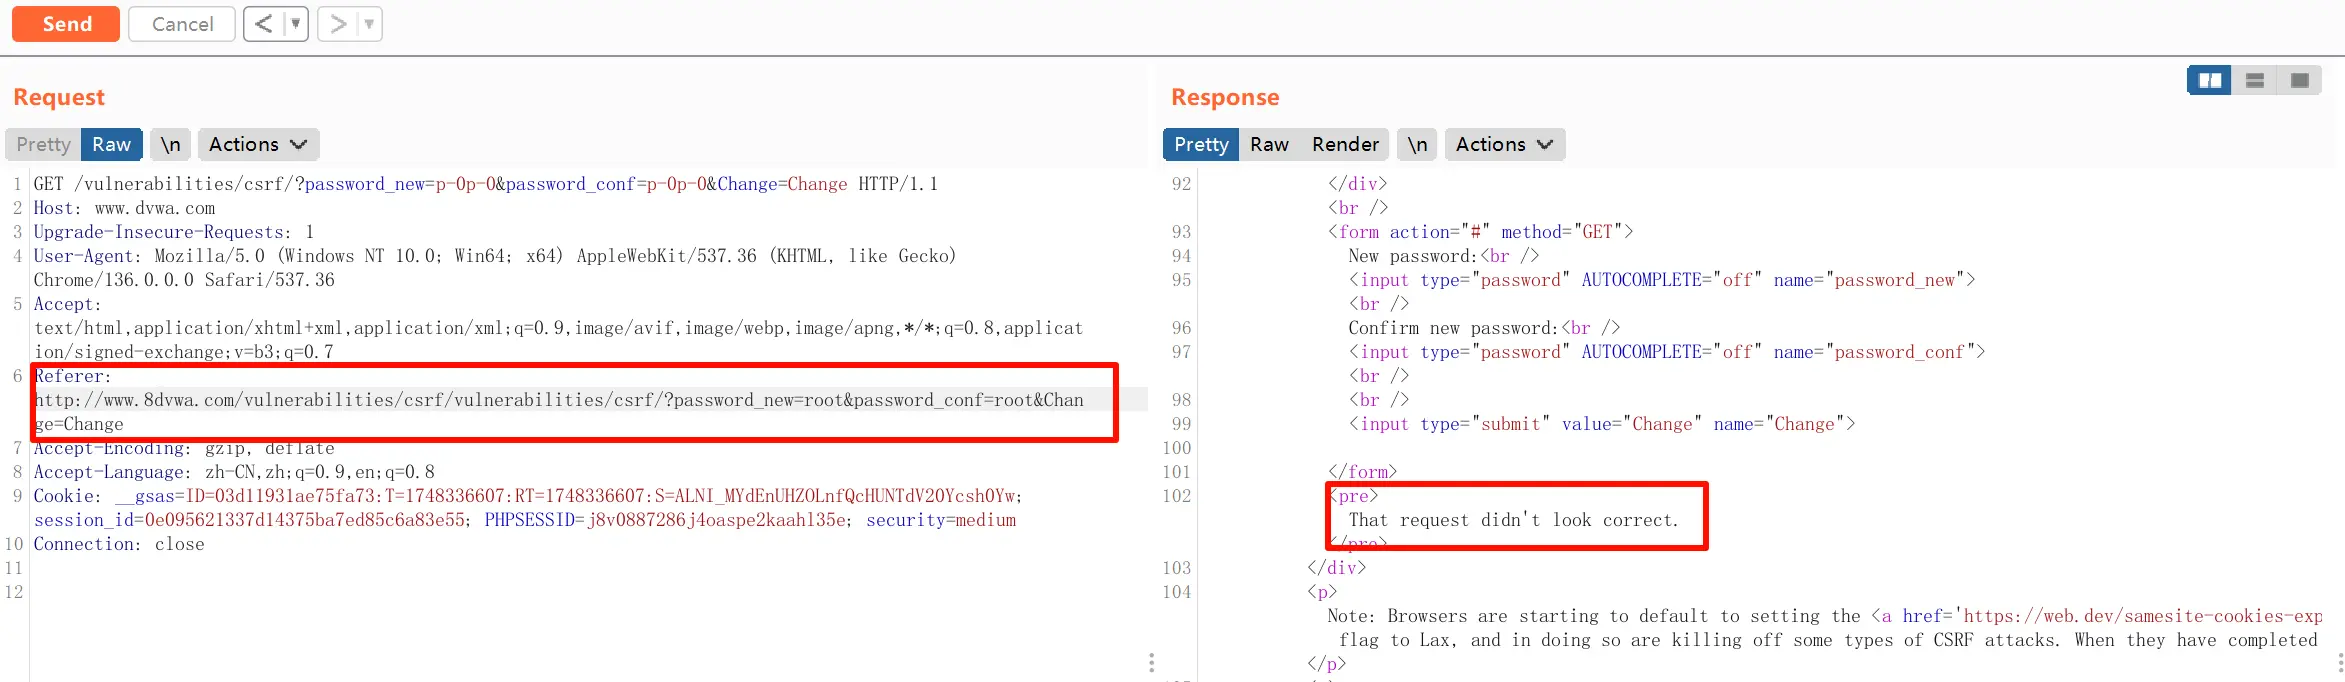 Send
Cancel
<
>
Request
Pretty
Raw
\n
Actions
1 GET /vulnerabilities/csrf/?password_new=p-0p-0&password_conf=p-0p-0&Change=Change HTTP/1.1
2 Host: www.dvwa.com
3 Upgrade-Insecure-Requests: 1
4 User-Agent: Mozilla/5.0 (Windows NT 10.0; Win64; x64) AppleWebKit/537.36 (KHTML, like Gecko)
Chrome/136.0.0.0 Safari/537.36
5 Accept:
text/html,application/xhtml+xml,application/xml;q=0.9,image/avif,image/webp,image/apng,*/*;q=0.8,applicat
ion/signed-exchange;v=b3;q=0.7
6 Referer:
http://www.8dvwa.com/vulnerabilities/csrf/vulnerabilities/csrf/?password_new=root&password_conf=root&Chan
ge=Change
7 Accept-Encoding: gzip, deflate
8 Accept-Language: zh-CN,zh;q=0.9,en;q=0.8
9 Cookie: __gsas=ID=03d11931ae75fa73:T=1748336607:RT=1748336607:S=ALNI_MYdEnUHZOLnfQcHUNTdV20Ycsh0Yw;
session_id=0e095621337d14375ba7ed85c6a83e55; PHPSESSID=j8v0887286j4oaspe2kaahl35e; security=medium
10 Connection: close
11
12
Response
Pretty
Raw
Render
\n
Actions
92 </div>
<br />
93 <form action="#" method="GET">
94 New password:<br />
95 <input type="password" AUTOCOMPLETE="off" name="password_new">
<br />
96 Confirm new password:<br />
97 <input type="password" AUTOCOMPLETE="off" name="password_conf">
<br />
98 <br />
99 <input type="submit" value="Change" name="Change">
100
101 </form>
102 <pre>
That request didn't look correct.
</pre>
103 </div>
104 <p>
Note: Browsers are starting to default to setting the <a href='https://web.dev/samesite-cookies-exp
flag to Lax, and in doing so are killing off some types of CSRF attacks. When they have completed
</p>